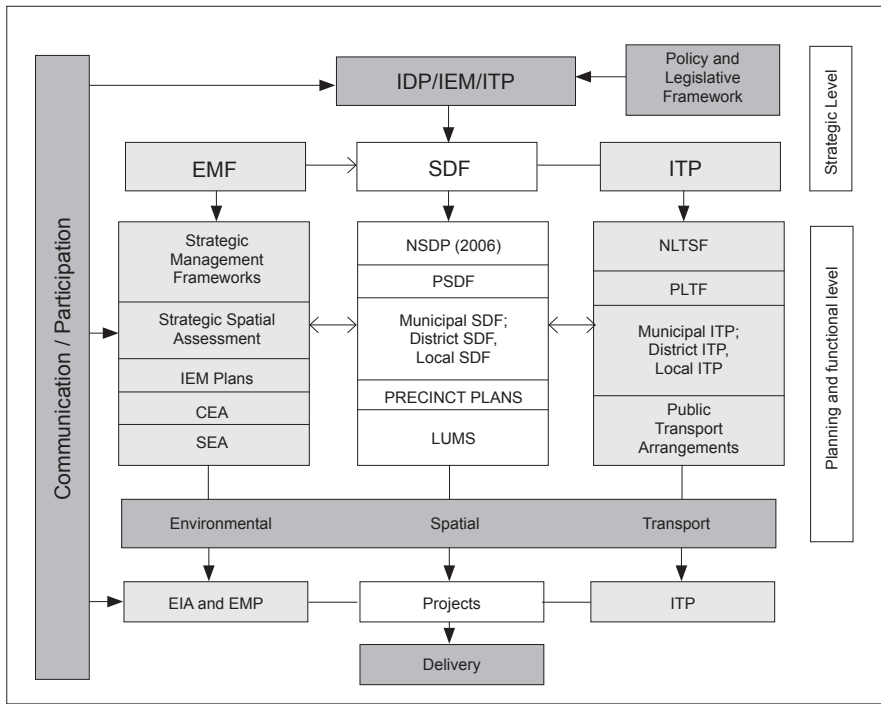 Communication / Participation
IDP/IEM/ITP
Policy and
Legislative
Framework
Strategic Level
EMF
SDF
ITP
Strategic
Management
Frameworks
Strategic Spatial
Assessment
IEM Plans
CEA
SEA
NSDP (2006)
PSDF
Municipal SDF;
District SDF,
Local SDF
PRECINCT PLANS
LUMS
NLTSF
PLTF
Municipal ITP;
District ITP,
Local ITP
Public
Transport
Arrangements
Planning and functional level
Environmental
Spatial
Transport
EIA and EMP
Projects
ITP
Delivery